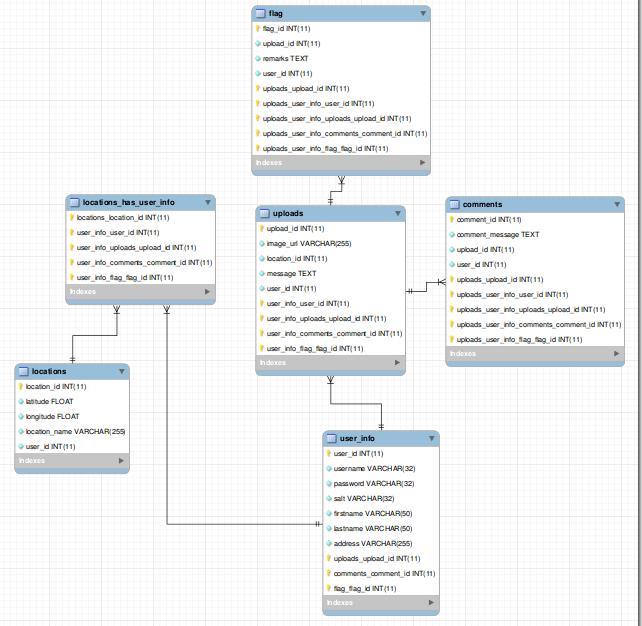 flag
flag_id INT(11)
upload_id INT(11)
remarks TEXT
user_id INT(11)
uploads_upload_id INT(11)
uploads_user_info_user_id INT(11)
uploads_user_info_uploads_upload_id INT(11)
uploads_user_info_comments_comment_id INT(11)
uploads_user_info_flag_flag_id INT(11)
Indexes
locations_has_user_info
locations_location_id INT(11)
user_info_user_id INT(11)
user_info_uploads_upload_id INT(11)
user_info_comments_comment_id INT(11)
user_info_flag_flag_id INT(11)
Indexes
uploads
upload_id INT(11)
image_url VARCHAR(255)
location_id INT(11)
message TEXT
user_id INT(11)
user_info_user_id INT(11)
user_info_uploads_upload_id INT(11)
user_info_comments_comment_id INT(11)
user_info_flag_flag_id INT(11)
Indexes
comments
comment_id INT(11)
comment_message TEXT
upload_id INT(11)
user_id INT(11)
uploads_upload_id INT(11)
uploads_user_info_user_id INT(11)
uploads_user_info_uploads_upload_id INT(11)
uploads_user_info_comments_comment_id INT(11)
uploads_user_info_flag_flag_id INT(11)
Indexes
locations
location_id INT(11)
latitude FLOAT
longitude FLOAT
location_name VARCHAR(255)
user_id INT(11)
Indexes
user_info
user_id INT(11)
username VARCHAR(32)
password VARCHAR(32)
salt VARCHAR(32)
firstname VARCHAR(50)
lastname VARCHAR(50)
address VARCHAR(255)
uploads_upload_id INT(11)
comments_comment_id INT(11)
flag_flag_id INT(11)
Indexes